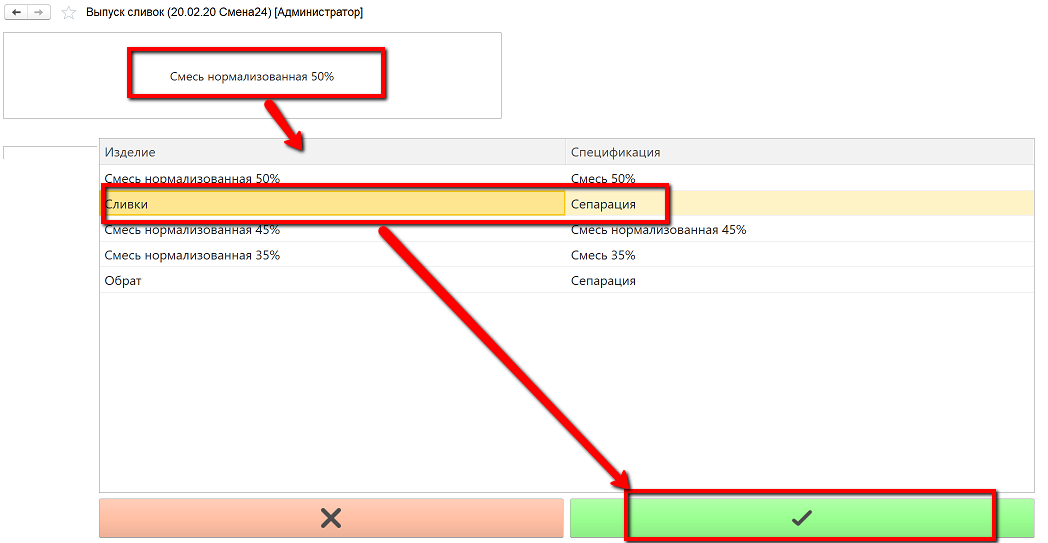 Выпуск сливок (20.02.20 Смена24) [Администратор]
Смесь нормализованная 50%
Изделие Спецификация
Смесь нормализованная 50% Смесь 50%
Сливки Сепарация
Смесь нормализованная 45% Смесь нормализованная 45%
Смесь нормализованная 35% Смесь 35%
Обрат Сепарация